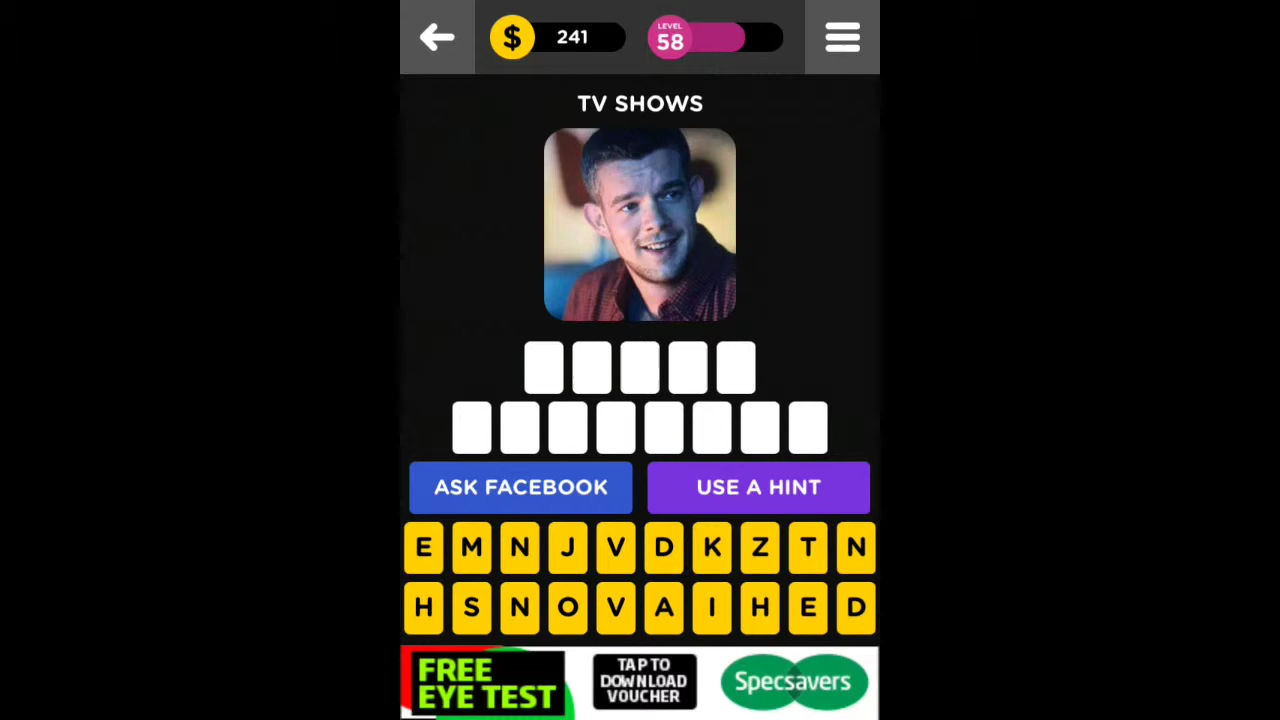 $ 241 LEVEL 58
TV SHOWS
ASK FACEBOOK USE A HINT
E M N J V D K Z T N
H S N O V A I H E D
FREE EYE TEST
TAP TO DOWNLOAD VOUCHER
Specsavers